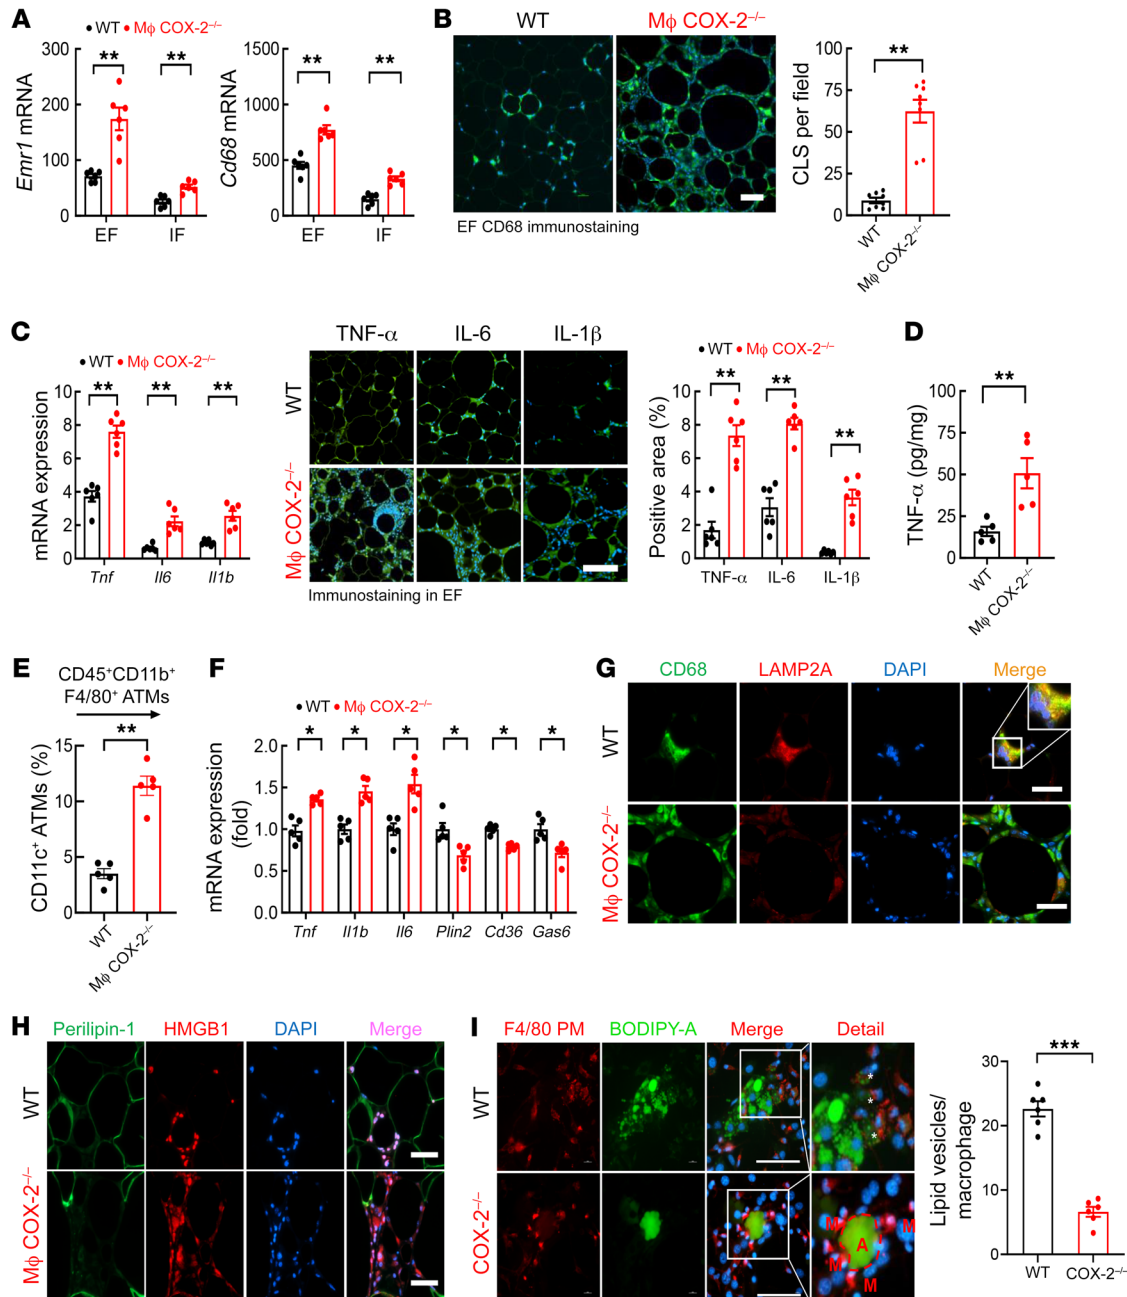 A
WT Mϕ COX-2–/–
Emr1 mRNA
300
200
100
0
**
**
EF
IF
Cd68 mRNA
1500
1000
500
0
**
**
EF
IF
B
WT
Mϕ COX-2–/–
EF CD68 immunostaining
CLS per field
100
75
50
25
0
**
WT
Mϕ COX-2–/–
C
WT Mϕ COX-2–/–
mRNA expression
10
8
6
4
2
0
**
**
**
Tnf
Il6
Il1b
TNF-α
IL-6
IL-1β
WT
Mϕ COX-2–/–
Immunostaining in EF
WT Mϕ COX-2–/–
Positive area (%)
10
8
6
4
2
0
**
**
**
TNF-α
IL-6
IL-1β
D
TNF-α (pg/mg)
100
75
50
25
0
**
WT
Mϕ COX-2–/–
E
CD45+CD11b+
F4/80+ ATMs
CD11c+ ATMs (%)
15
10
5
0
**
WT
Mϕ COX-2–/–
F
WT Mϕ COX-2–/–
mRNA expression
(fold)
2.0
1.5
1.0
0.5
0.0
*
*
*
*
*
*
Tnf
Il1b
Il6
Plin2
Cd36
Gas6
G
CD68
LAMP2A
DAPI
Merge
WT
Mϕ COX-2–/–
H
Perilipin-1
HMGB1
DAPI
Merge
WT
Mϕ COX-2–/–
I
F4/80 PM
BODIPY-A
Merge
Detail
WT
*
*
*
COX-2–/–
M
M
A
M
M
Lipid vesicles/
macrophage
30
20
10
0
***
WT
COX-2–/–